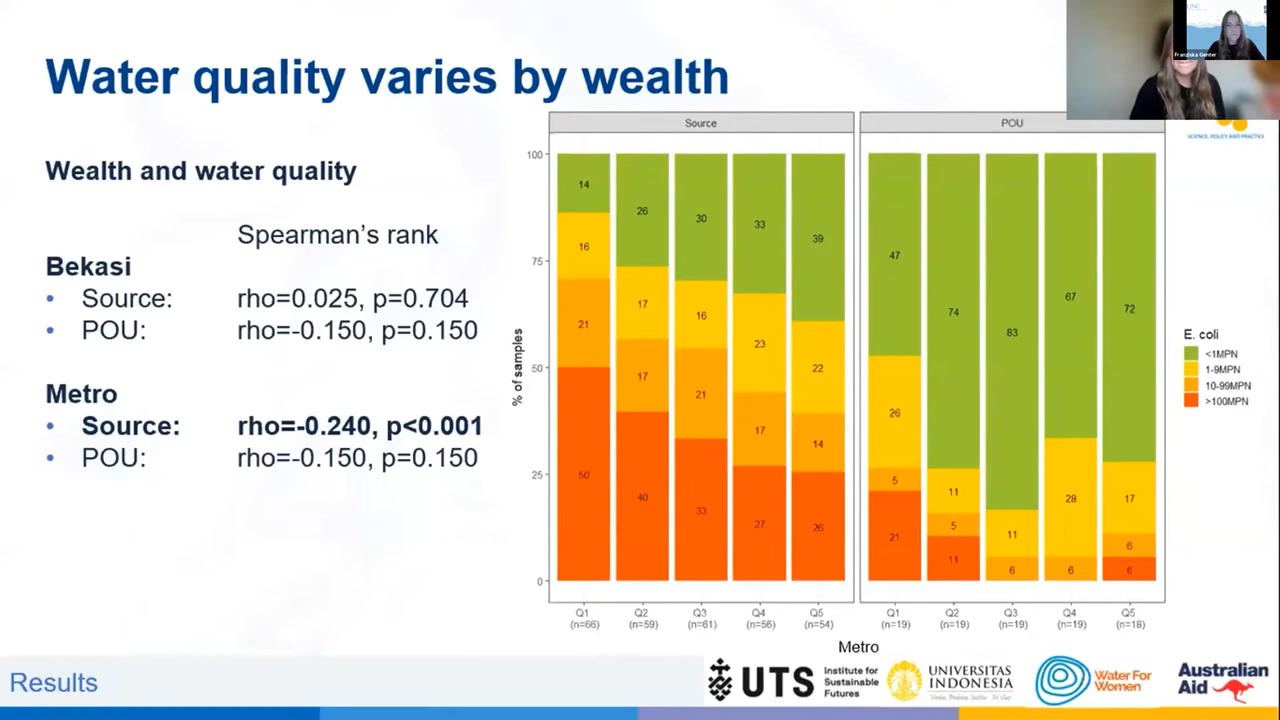 Water quality varies by wealth
Franziska Genter
SCIENCE, POLICY AND PRACTICE
Wealth and water quality
Spearman's rank
Bekasi
• Source: rho=0.025, p=0.704
• POU: rho=-0.150, p=0.150
Metro
• Source: rho=-0.240, p<0.001
• POU: rho=-0.150, p=0.150
Source
POU
% of samples
100
75
50
25
0
14
16
21
50
26
17
17
40
30
16
21
33
33
23
17
27
39
22
14
26
47
26
5
21
74
11
5
11
83
11
6
67
28
6
72
17
6
6
Q1 Q2 Q3 Q4 Q5
(n=66) (n=59) (n=61) (n=56) (n=54)
Q1 Q2 Q3 Q4 Q5
(n=19) (n=19) (n=19) (n=19) (n=18)
Metro
E. coli
<1MPN
1-9MPN
10-99MPN
>100MPN
Results
UTS
Institute for
Sustainable
Futures
UNIVERSITAS
INDONESIA
Water For
Women
Australian
Aid